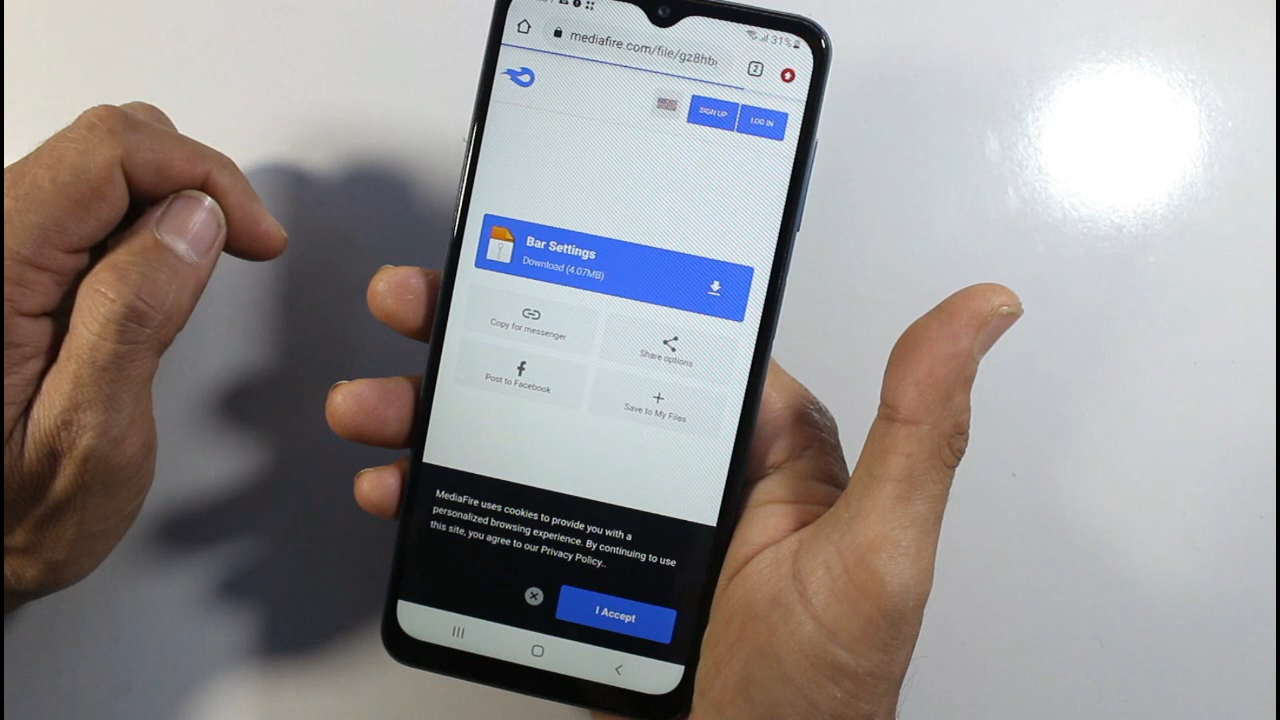 31%
mediafire.com/file/gz8hb
2
SIGN UP
LOG IN
Bar Settings
Download (4.07MB)
Copy for messenger
Share options
Post to Facebook
Save to My Files
MediaFire uses cookies to provide you with a
personalized browsing experience. By continuing to use
this site, you agree to our Privacy Policy..
I Accept